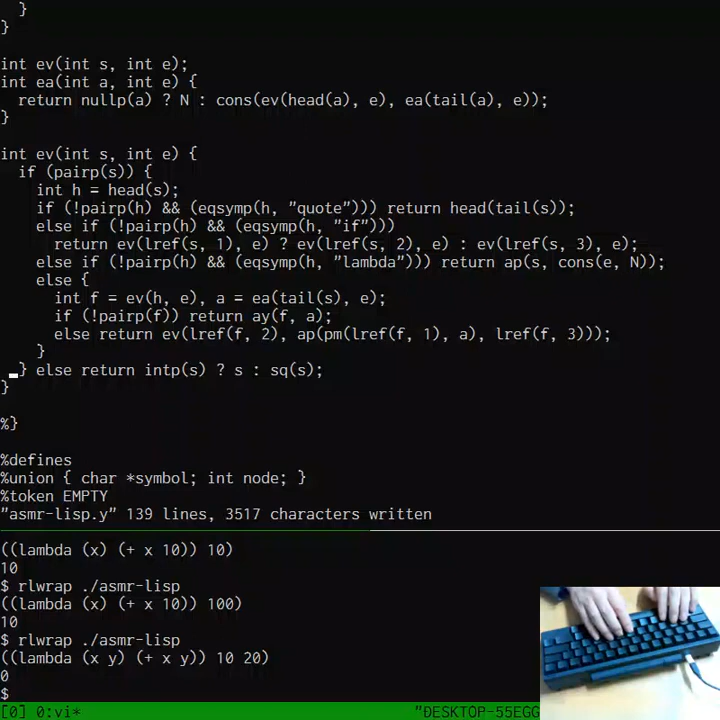 }
}

int ev(int s, int e);
int ea(int a, int e) {
  return nullp(a) ? N : cons(ev(head(a), e), ea(tail(a), e));
}

int ev(int s, int e) {
  if (pairp(s)) {
    int h = head(s);
    if (!pairp(h) && (eqsymp(h, "quote"))) return head(tail(s));
    else if (!pairp(h) && (eqsymp(h, "if")))
      return ev(lref(s, 1), e) ? ev(lref(s, 2), e) : ev(lref(s, 3), e);
    else if (!pairp(h) && (eqsymp(h, "lambda"))) return ap(s, cons(e, N));
    else {
      int f = ev(h, e), a = ea(tail(s), e);
      if (!pairp(f)) return ay(f, a);
      else return ev(lref(f, 2), ap(pm(lref(f, 1), a), lref(f, 3)));
    }
  } else return intp(s) ? s : sq(s);
}

%}

%defines
%union { char *symbol; int node; }
%token EMPTY
"asmr-lisp.y" 139 lines, 3517 characters written
((lambda (x) (+ x 10)) 10)
10
$ rlwrap ./asmr-lisp
((lambda (x) (+ x 10)) 100)
10
$ rlwrap ./asmr-lisp
((lambda (x y) (+ x y)) 10 20)
0
$
[0] 0:vi* "DESKTOP-55EGG